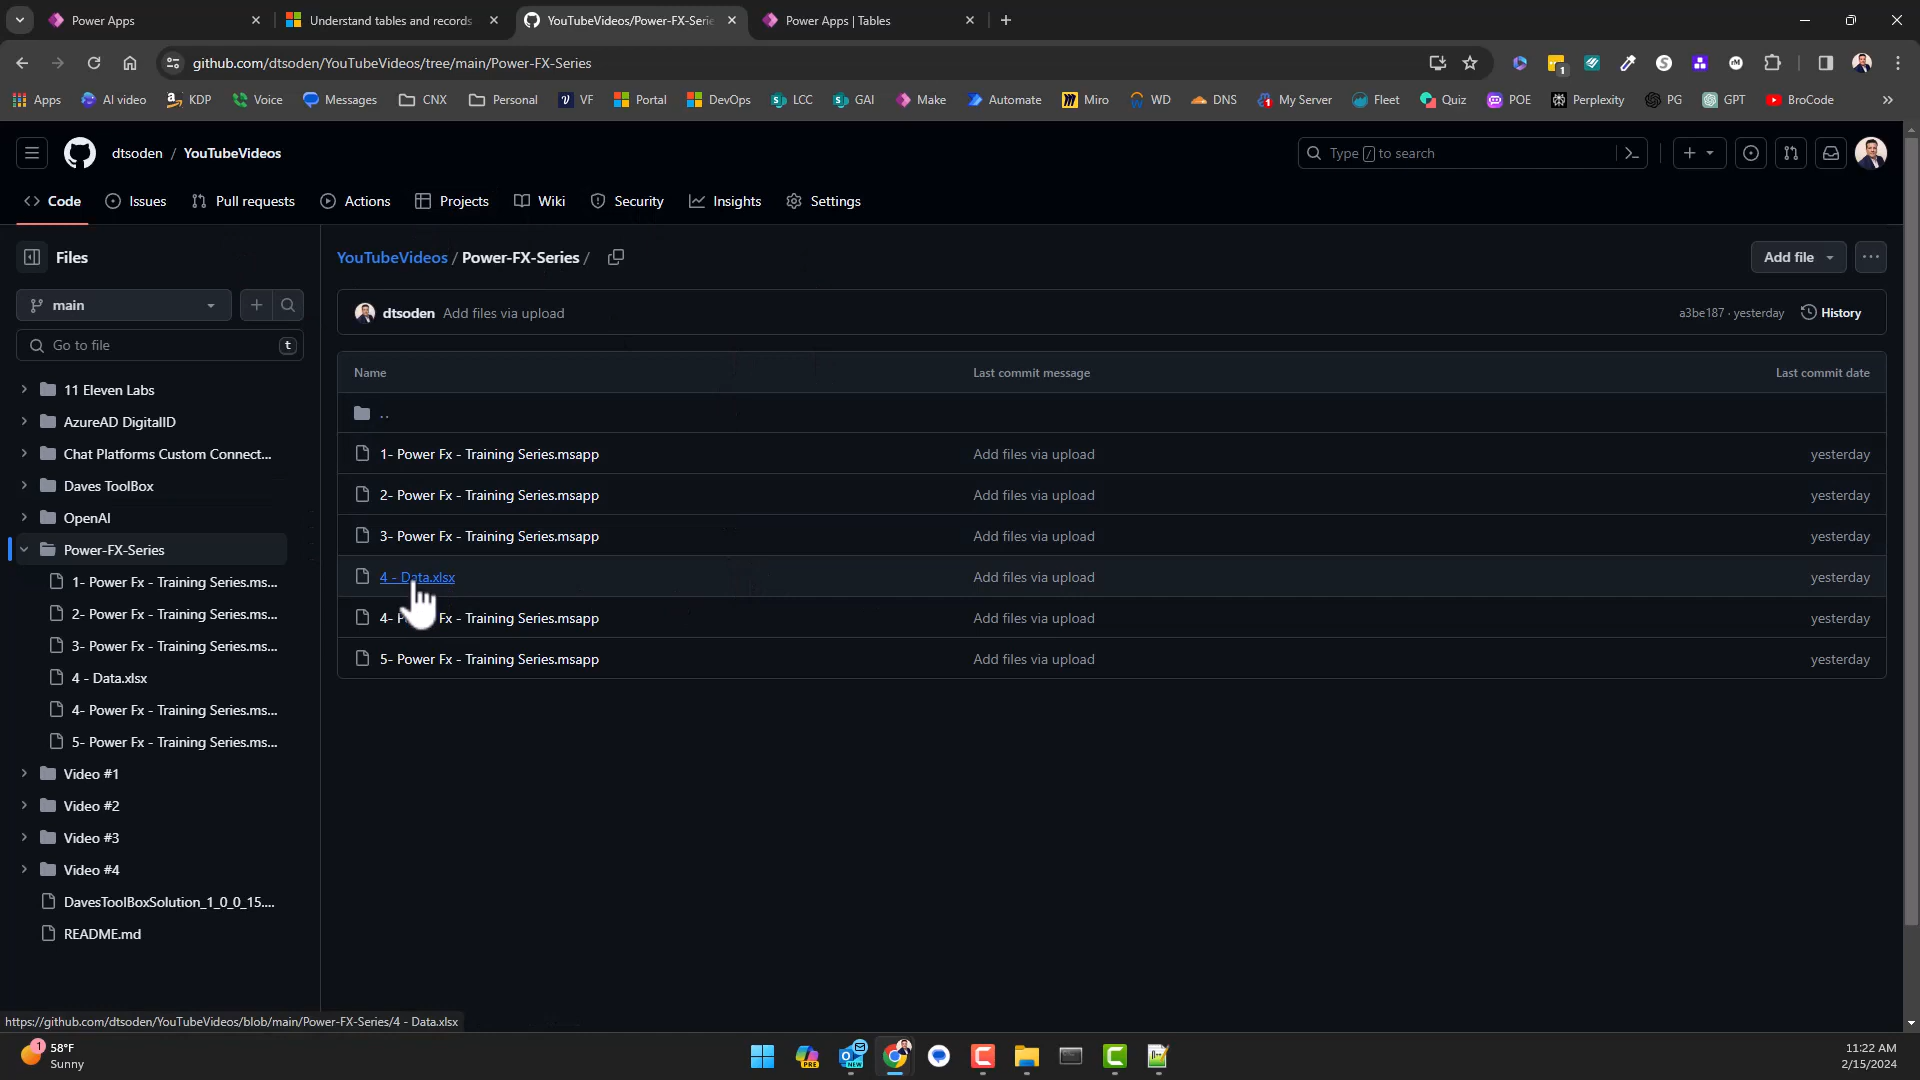 Power Apps
Understand tables and records
YouTubeVideos/Power-FX-Serie
Power Apps | Tables
github.com/dtsoden/YouTubeVideos/tree/main/Power-FX-Series
1
Apps
AI video
KDP
Voice
Messages
CNX
Personal
VF
Portal
DevOps
LCC
GAI
Make
Automate
Miro
WD
DNS
My Server
Fleet
Quiz
POE
Perplexity
PG
GPT
BroCode
dtsoden / YouTubeVideos
Type / to search
Code
Issues
Pull requests
Actions
Projects
Wiki
Security
Insights
Settings
Files
main
Go to file
t
11 Eleven Labs
AzureAD DigitalID
Chat Platforms Custom Connect...
Daves ToolBox
OpenAI
Power-FX-Series
1- Power Fx - Training Series.ms...
2- Power Fx - Training Series.ms...
3- Power Fx - Training Series.ms...
4 - Data.xlsx
4- Power Fx - Training Series.ms...
5- Power Fx - Training Series.ms...
Video #1
Video #2
Video #3
Video #4
DavesToolBoxSolution_1_0_0_15....
README.md
YouTubeVideos / Power-FX-Series /
Add file
dtsoden Add files via upload
a3be187 · yesterday
History
Name
Last commit message
Last commit date
..
1- Power Fx - Training Series.msapp
Add files via upload
yesterday
2- Power Fx - Training Series.msapp
Add files via upload
yesterday
3- Power Fx - Training Series.msapp
Add files via upload
yesterday
4 - Data.xlsx
Add files via upload
yesterday
4- P Fx - Training Series.msapp
Add files via upload
yesterday
5- Power Fx - Training Series.msapp
Add files via upload
yesterday
https://github.com/dtsoden/YouTubeVideos/blob/main/Power-FX-Series/4 - Data.xlsx
1
58°F
Sunny
PRE
NEW
11:22 AM
2/15/2024